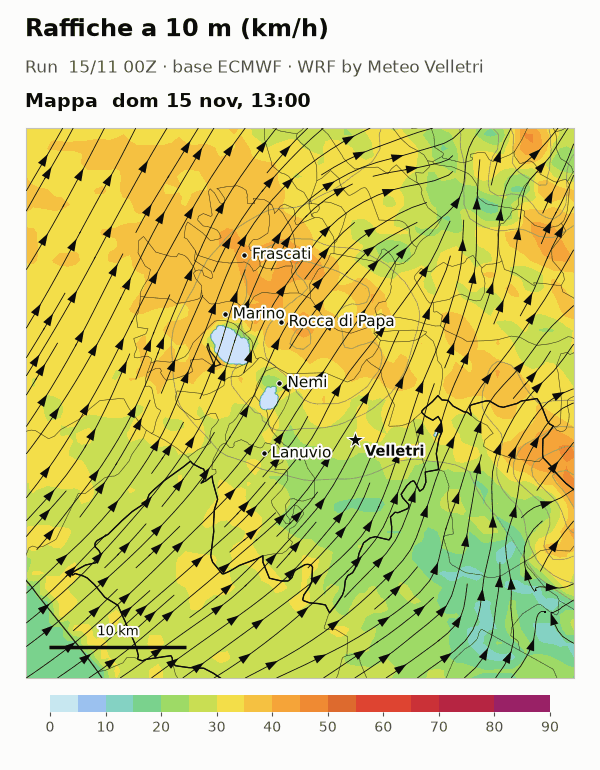 Raffiche a 10 m (km/h)
Run  15/11 00Z · base ECMWF · WRF by Meteo Velletri
Mappa  dom 15 nov, 13:00
Frascati
Marino
Rocca di Papa
Nemi
Velletri
Lanuvio
10 km
0 10 20 30 40 50 60 70 80 90